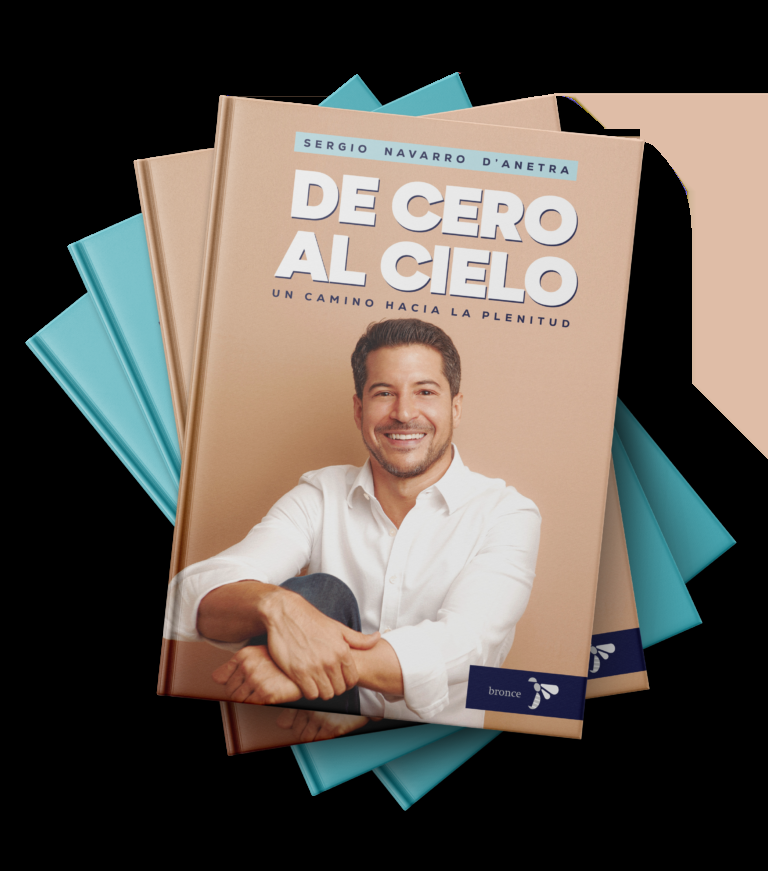 SERGIO NAVARRO D'ANETRA
DE CERO
AL CIELO
UN CAMINO HACIA LA PLENITUD
bronce